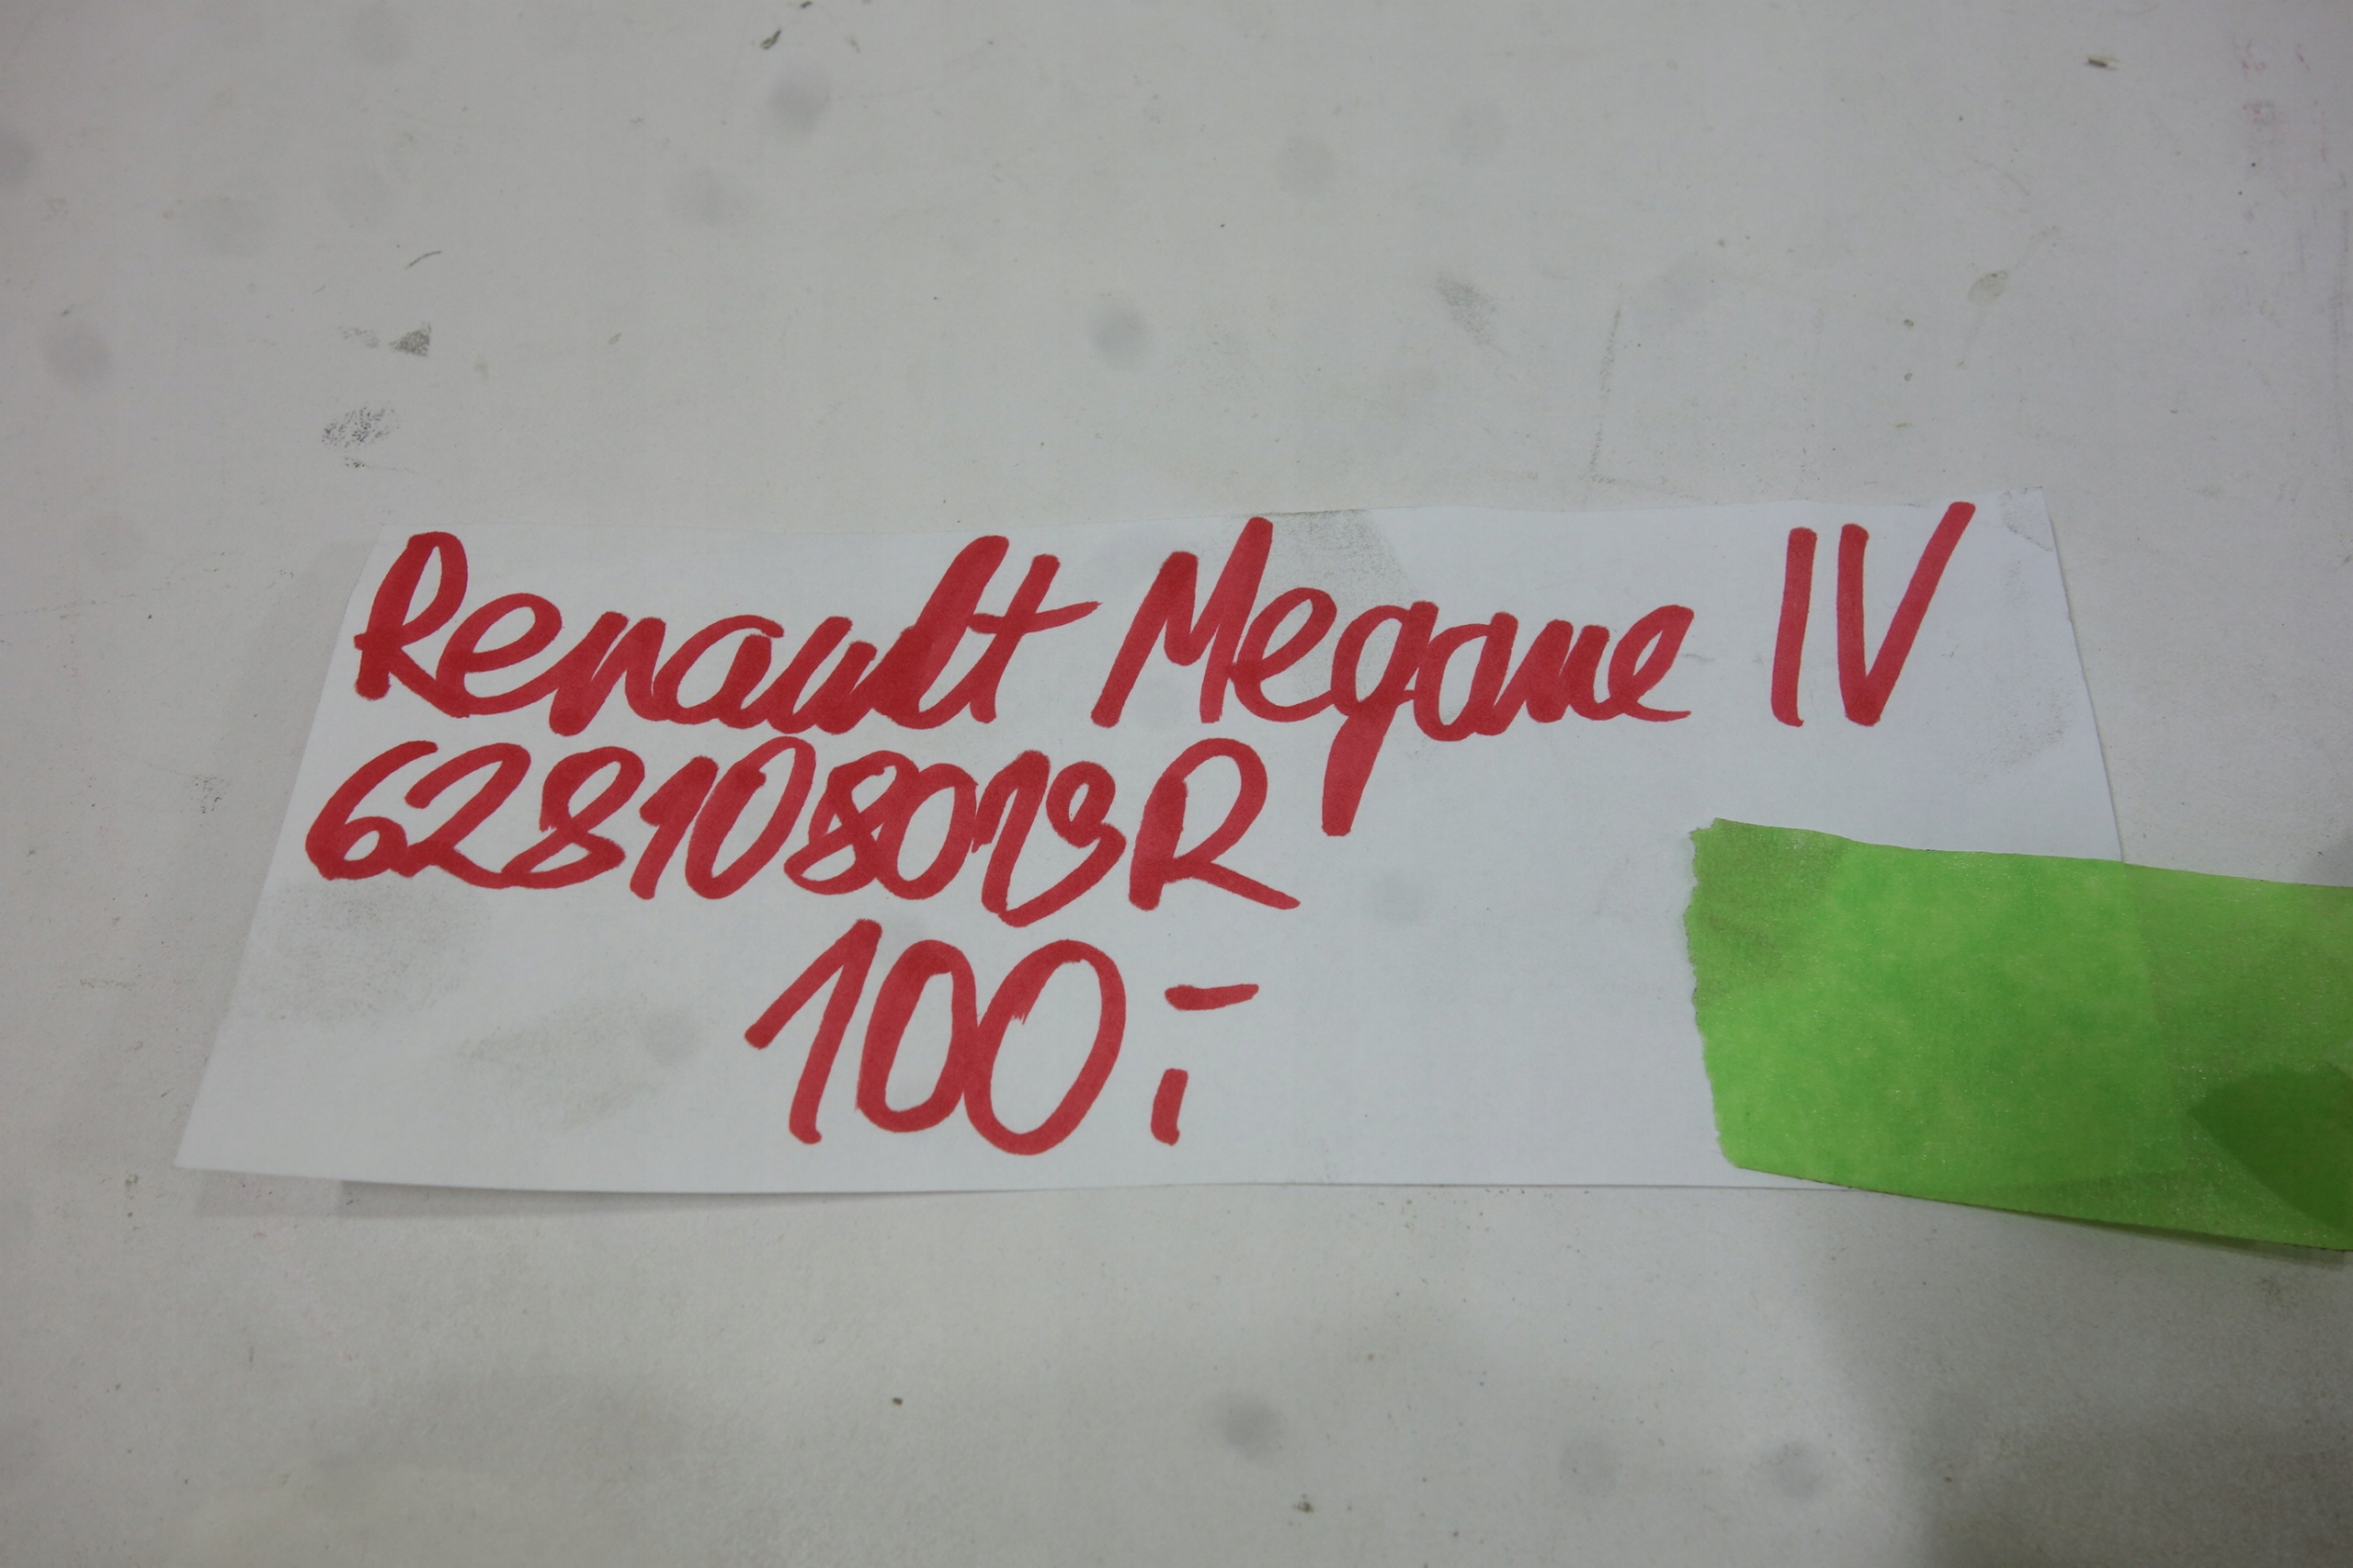 Renault Megane IV
628108013R
100,-